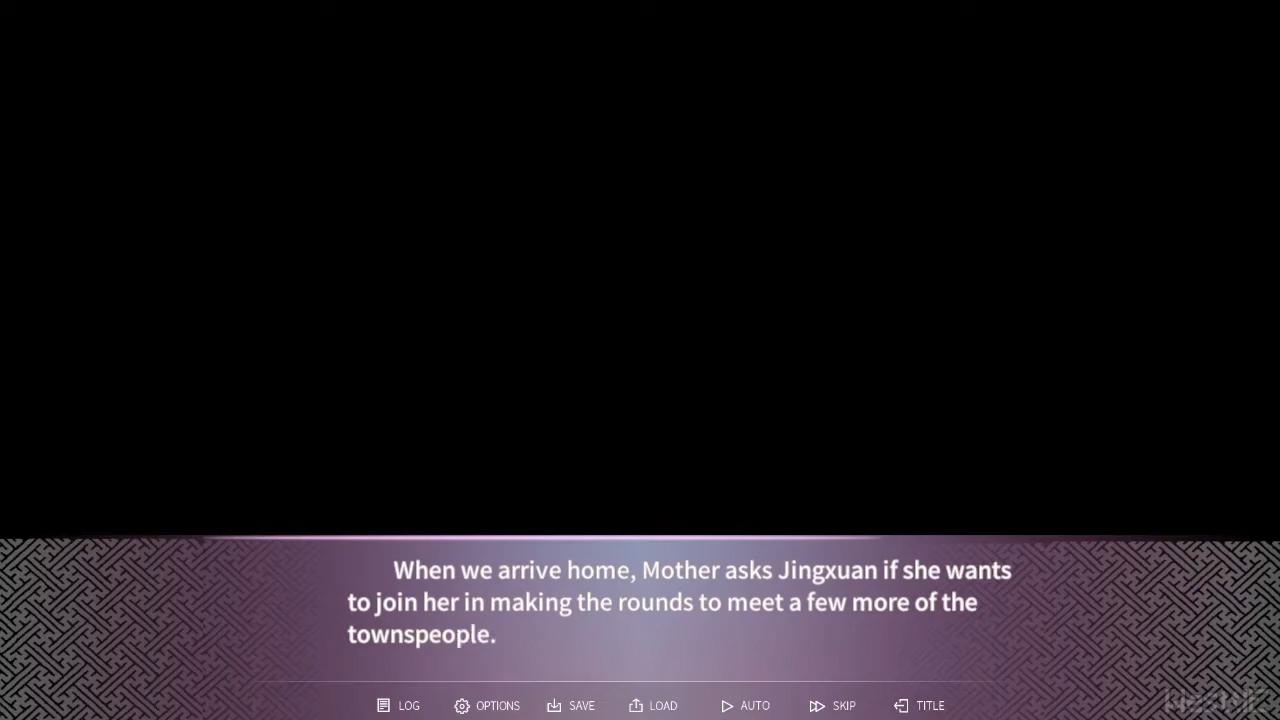 When we arrive home, Mother asks Jingxuan if she wants
to join her in making the rounds to meet a few more of the
townspeople.
LOG OPTIONS SAVE LOAD AUTO SKIP TITLE